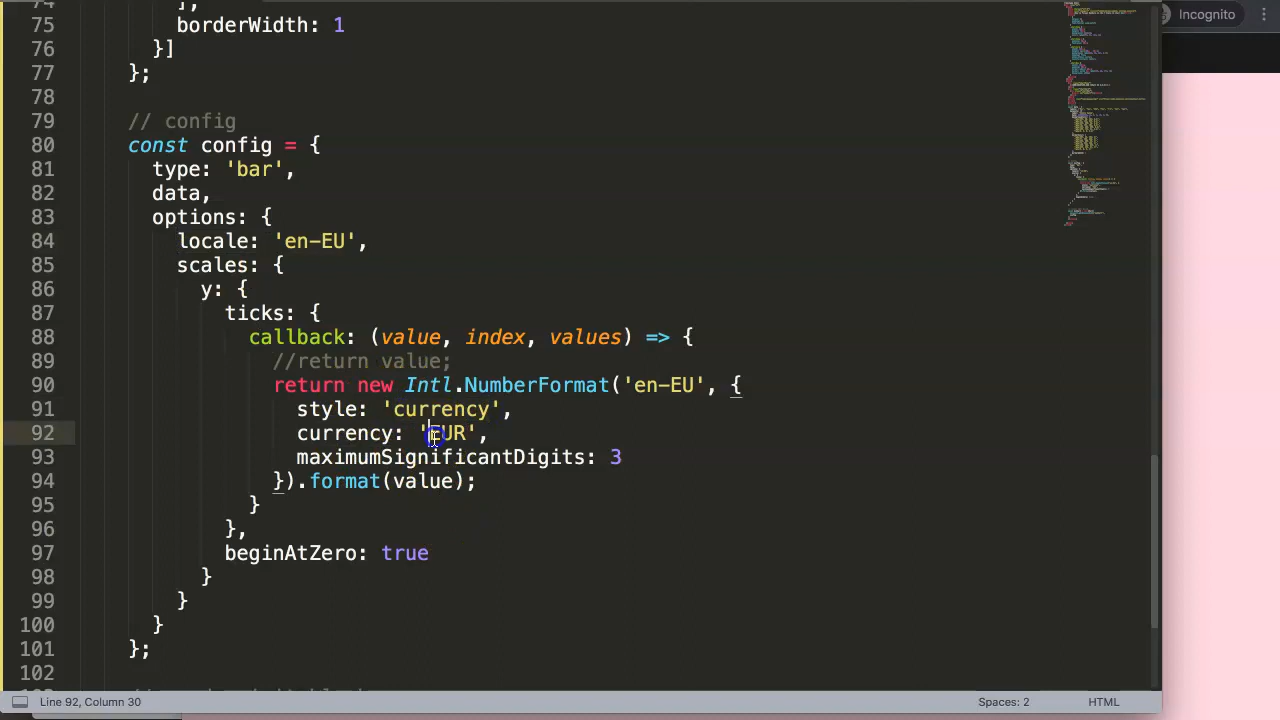 Incognito
74 ],
75 borderWidth: 1
76 }]
77 };
78
79 // config
80 const config = {
81 type: 'bar',
82 data,
83 options: {
84 locale: 'en-EU',
85 scales: {
86 y: {
87 ticks: {
88 callback: (value, index, values) => {
89 //return value;
90 return new Intl.NumberFormat('en-EU', {
91 style: 'currency',
92 currency: 'EUR',
93 maximumSignificantDigits: 3
94 }).format(value);
95 }
96 },
97 beginAtZero: true
98 }
99 }
100 }
101 };
102
Line 92, Column 30
Spaces: 2
HTML